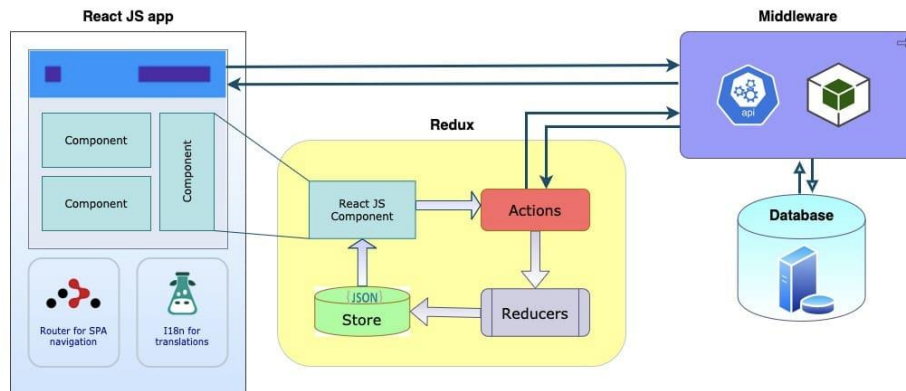 React JS app
Middleware
api
Redux
Component
Component
Component
React JS
Component
Actions
Database
{JSON}
Store
Reducers
Router for SPA
navigation
I18n for
translations